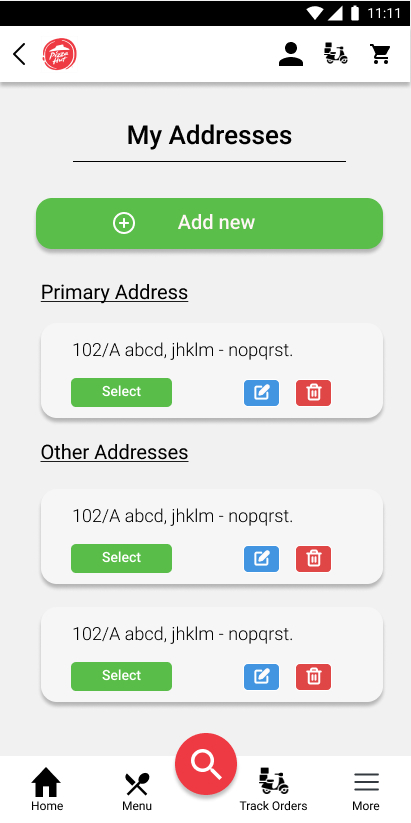 11:11
Pizza Hut
My Addresses
Add new
Primary Address
102/A abcd, jhklm - nopqrst.
Select
Other Addresses
102/A abcd, jhklm - nopqrst.
Select
102/A abcd, jhklm - nopqrst.
Select
Home
Menu
Track Orders
More